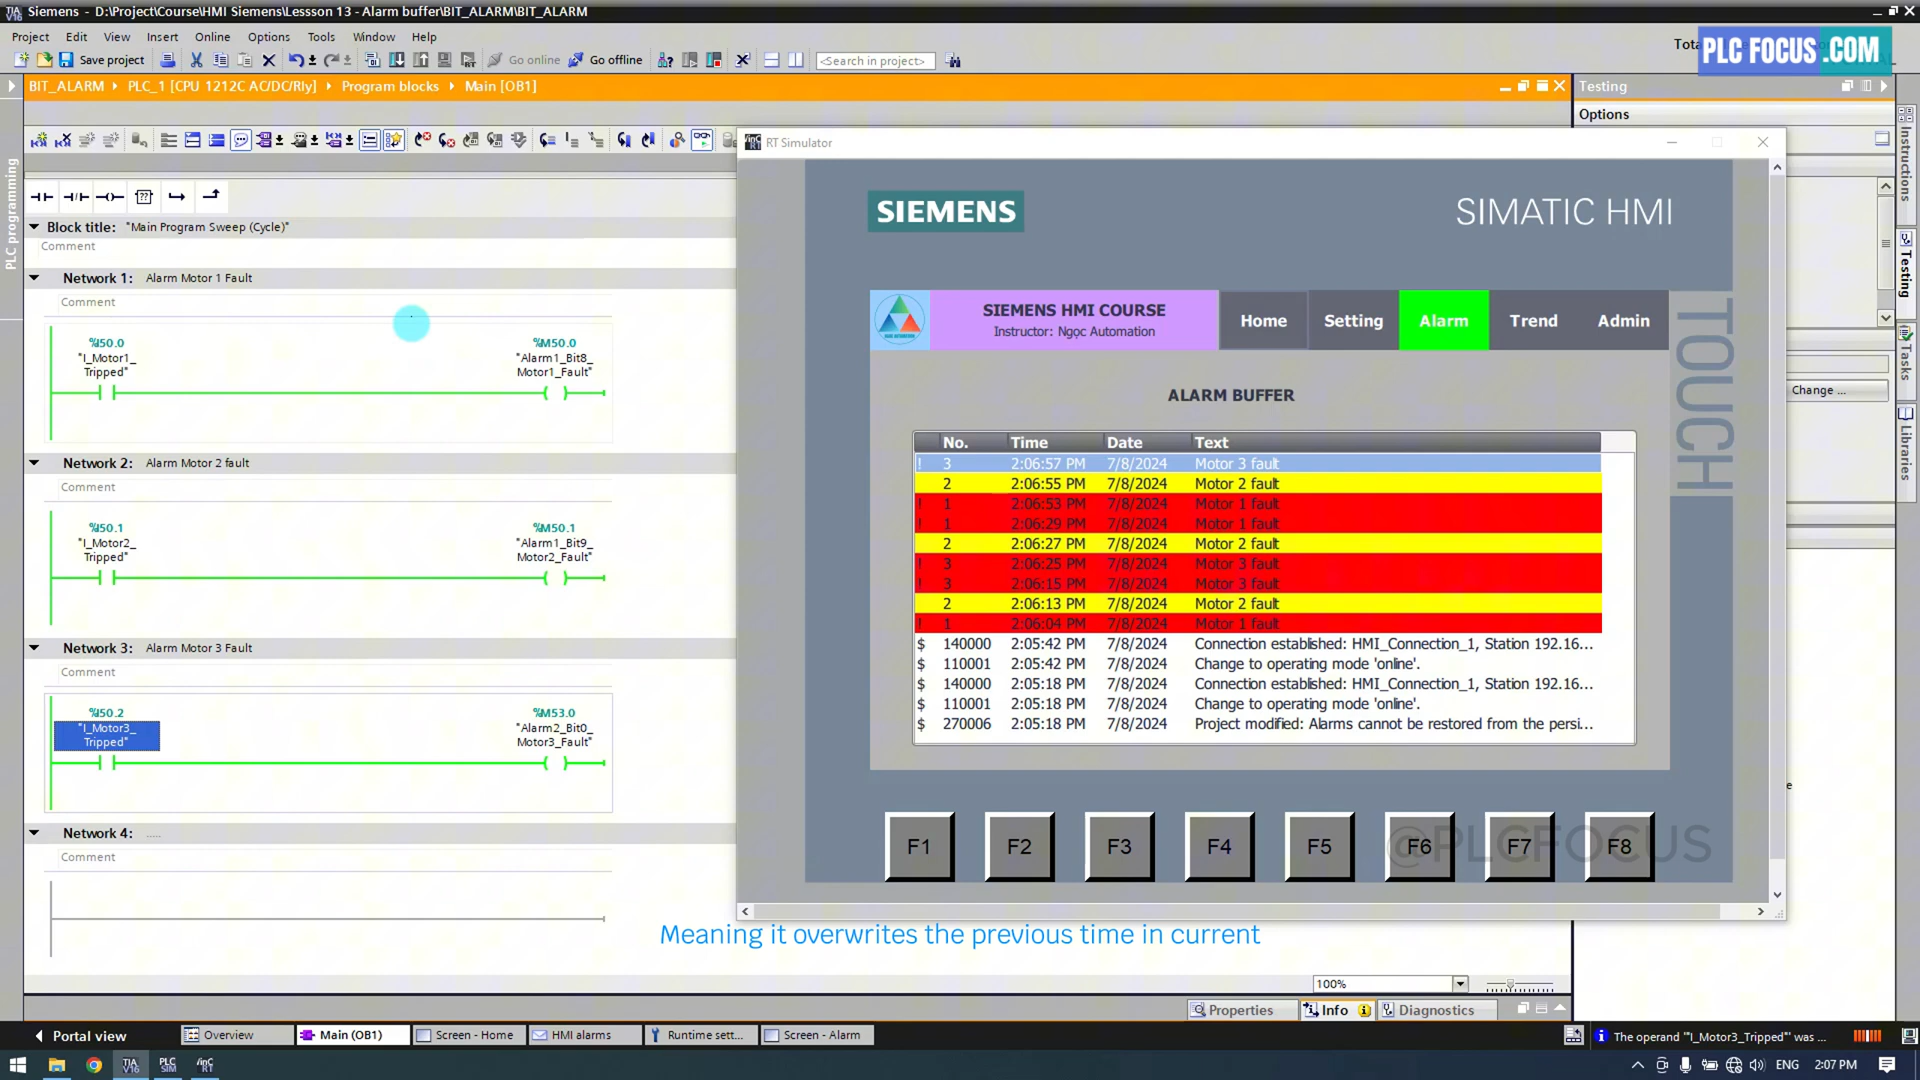 Siemens - D:\Project\Course\HMI Siemens\Lessson 13 - Alarm buffer\BIT_ALARM\BIT_ALARM
Project Edit View Insert Online Options Tools Window Help
Save project Go online Go offline <Search in project>
PLC FOCUS .COM
BIT_ALARM PLC_1 [CPU 1212C AC/DC/Rly] Program blocks Main [OB1]
Testing
Options
RT Simulator
PLC programming
Block title: "Main Program Sweep (Cycle)"
Comment
Network 1: Alarm Motor 1 Fault
Comment
%I50.0
"I_Motor1_
Tripped"
%M50.0
"Alarm1_Bit8_
Motor1_Fault"
Network 2: Alarm Motor 2 fault
Comment
%I50.1
"I_Motor2_
Tripped"
%M50.1
"Alarm1_Bit9_
Motor2_Fault"
Network 3: Alarm Motor 3 Fault
Comment
%I50.2
"I_Motor3_
Tripped"
%M53.0
"Alarm2_Bit0_
Motor3_Fault"
Network 4: .....
Comment
SIEMENS
SIMATIC HMI
SIEMENS HMI COURSE
Instructor: Ngọc Automation
Home Setting Alarm Trend Admin
TOUCH
ALARM BUFFER
No. Time Date Text
! 3 2:06:57 PM 7/8/2024 Motor 3 fault
2 2:06:55 PM 7/8/2024 Motor 2 fault
! 1 2:06:53 PM 7/8/2024 Motor 1 fault
! 1 2:06:29 PM 7/8/2024 Motor 1 fault
2 2:06:27 PM 7/8/2024 Motor 2 fault
! 3 2:06:25 PM 7/8/2024 Motor 3 fault
! 3 2:06:15 PM 7/8/2024 Motor 3 fault
2 2:06:13 PM 7/8/2024 Motor 2 fault
! 1 2:06:04 PM 7/8/2024 Motor 1 fault
$ 140000 2:05:42 PM 7/8/2024 Connection established: HMI_Connection_1, Station 192.16...
$ 110001 2:05:42 PM 7/8/2024 Change to operating mode 'online'.
$ 140000 2:05:18 PM 7/8/2024 Connection established: HMI_Connection_1, Station 192.16...
$ 110001 2:05:18 PM 7/8/2024 Change to operating mode 'online'.
$ 270006 2:05:18 PM 7/8/2024 Project modified: Alarms cannot be restored from the persi...
F1 F2 F3 F4 F5 F6 F7 F8
@PLCFOCUS
Change ...
Instructions
Testing
Tasks
Libraries
Meaning it overwrites the previous time in current
100%
Properties Info Diagnostics
Portal view Overview Main (OB1) Screen - Home HMI alarms Runtime sett... Screen - Alarm
The operand '"I_Motor3_Tripped"' was ...
ENG 2:07 PM